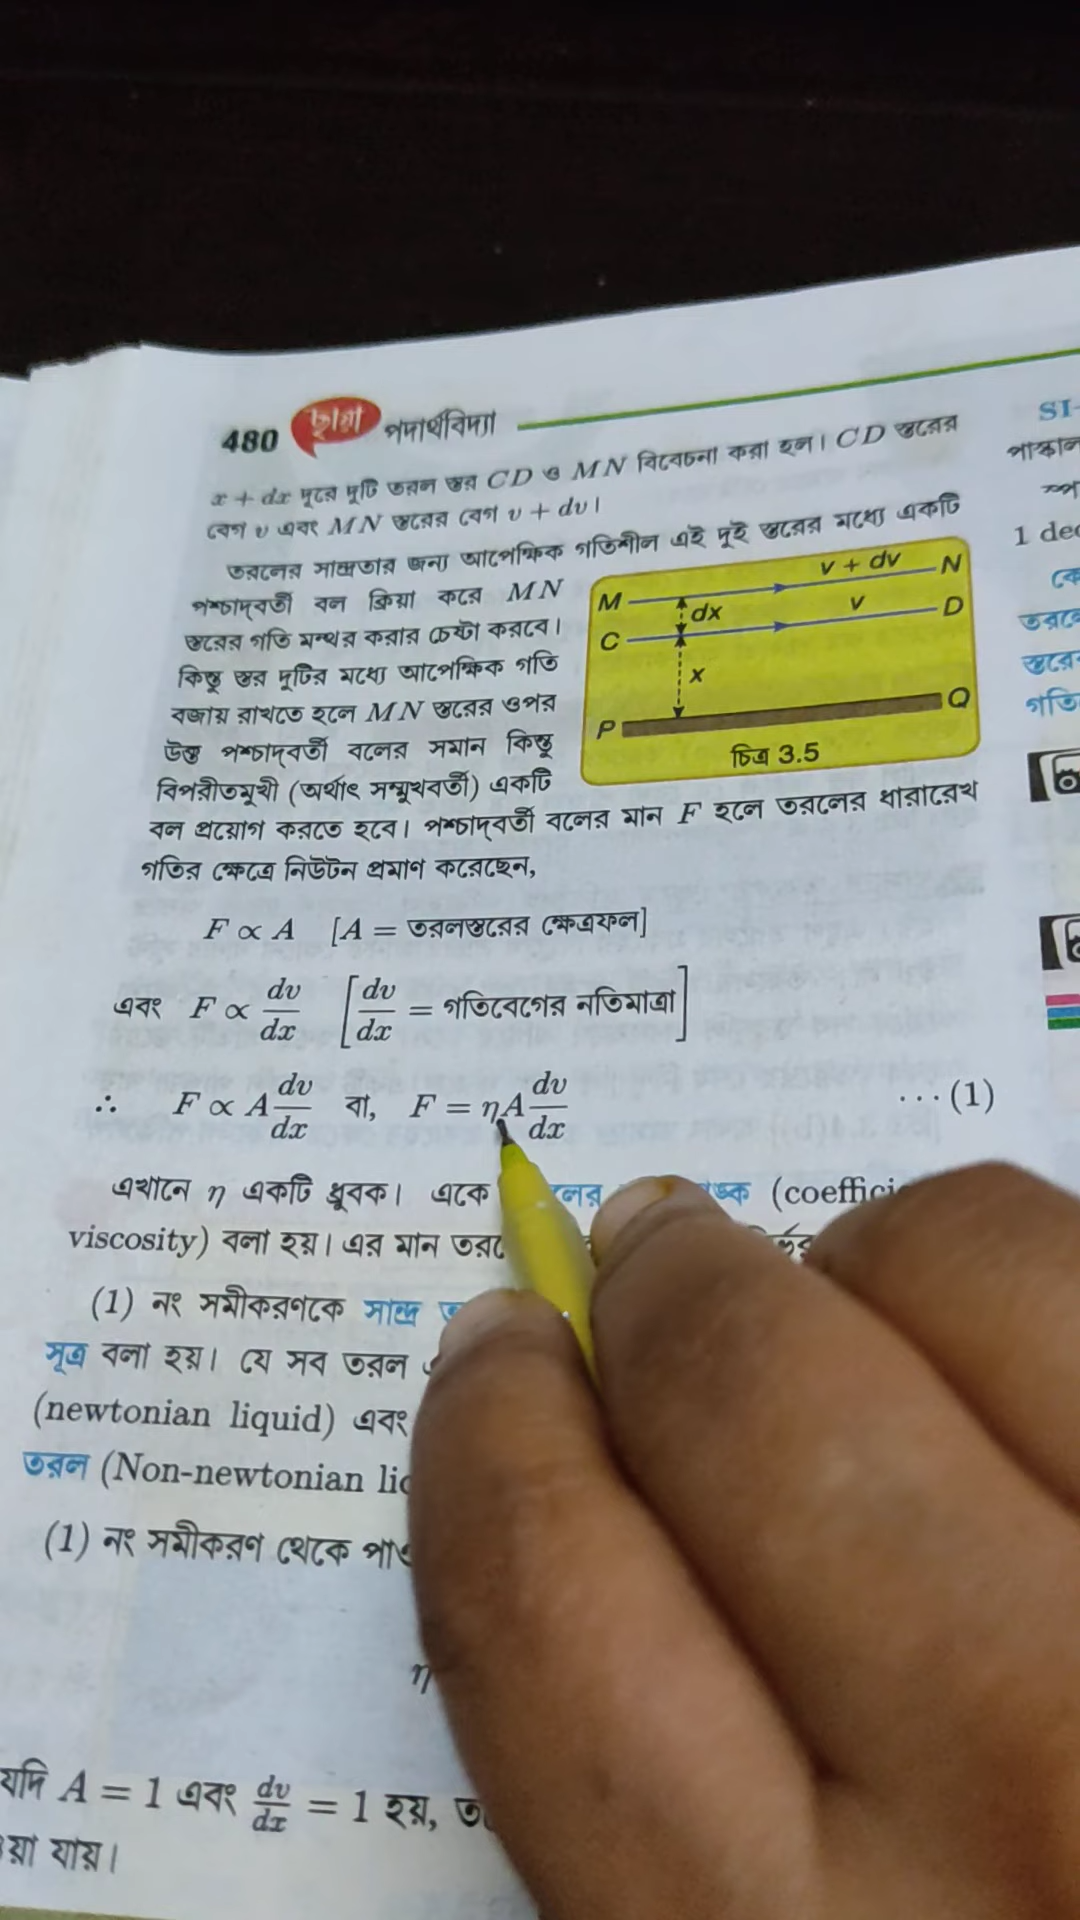 480 ছায়া পদার্থবিদ্যা
x + dx দূরে দুটি তরল স্তর CD ও MN বিবেচনা করা হল। CD স্তরের
বেগ v এবং MN স্তরের বেগ v + dv।
তরলের সান্দ্রতার জন্য আপেক্ষিক গতিশীল এই দুই স্তরের মধ্যে একটি
পশ্চাদ্‌বর্তী বল ক্রিয়া করে MN
স্তরের গতি মন্থর করার চেষ্টা করবে।
কিন্তু স্তর দুটির মধ্যে আপেক্ষিক গতি
বজায় রাখতে হলে MN স্তরের ওপর
উক্ত পশ্চাদ্‌বর্তী বলের সমান কিন্তু
বিপরীতমুখী (অর্থাৎ সম্মুখবর্তী) একটি
M v + dv N
dx
C v D
x
P Q
চিত্র 3.5
বল প্রয়োগ করতে হবে। পশ্চাদ্‌বর্তী বলের মান F হলে তরলের ধারারেখ
গতির ক্ষেত্রে নিউটন প্রমাণ করেছেন,
F ∝ A [A = তরলস্তরের ক্ষেত্রফল]
এবং F ∝ dv/dx [dv/dx = গতিবেগের নতিমাত্রা]
∴ F ∝ A dv/dx বা, F = ηA dv/dx ... (1)
এখানে η একটি ধ্রুবক। একে (coeffici
viscosity) বলা হয়। এর মান
(1) নং সমীকরণকে সান্দ্র
সূত্র বলা হয়। যে সব তরল
(newtonian liquid) এবং
তরল (Non-newtonian
(1) নং সমীকরণ থেকে
η
যদি A = 1 এবং dv/dx = 1 হয়,
য়া যায়।
SI-
1 dec
তরলে
স্তরের
গতি